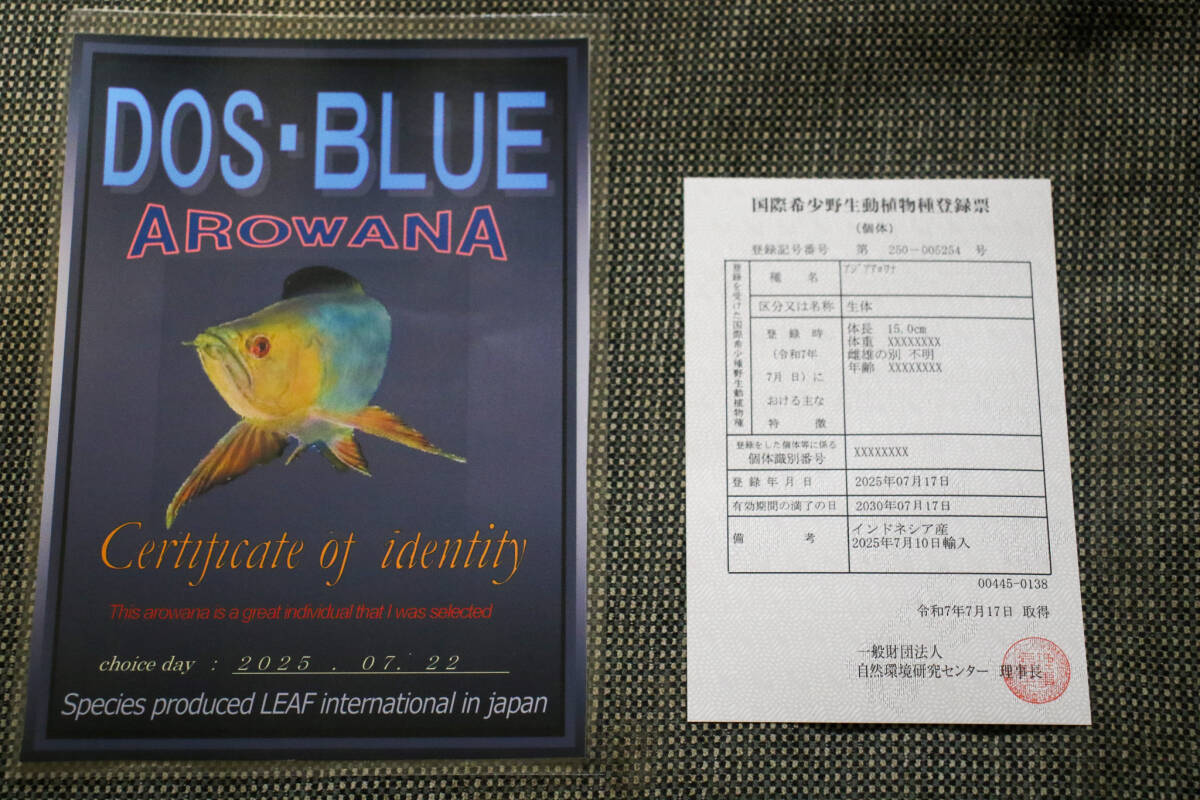 DOS・BLUE
AROWANA
Certificate of identity
This arowana is a great individual that I was selected
choice day : 2025 . 07. 22
Species produced LEAF international in japan
国際希少野生動植物種登録票
(個体)
登録記号番号 第 250-005254 号
登録を受けた国際希少野生動植物種
種 名 ｱｼﾞｱｱﾛﾜﾅ
区分又は名称 生体
登 録 時
(令和7年
7月 日)に
おける主な
特 徴
体長 15.0cm
体重 XXXXXXXX
雌雄の別 不明
年齢 XXXXXXXX
登録をした個体等に係る
個体識別番号 XXXXXXXX
登 録 年 月 日 2025年07月17日
有効期間の満了の日 2030年07月17日
備 考
インドネシア産
2025年7月10日輸入
00445-0138
令和7年7月17日 取得
一般財団法人
自然環境研究センター 理事長